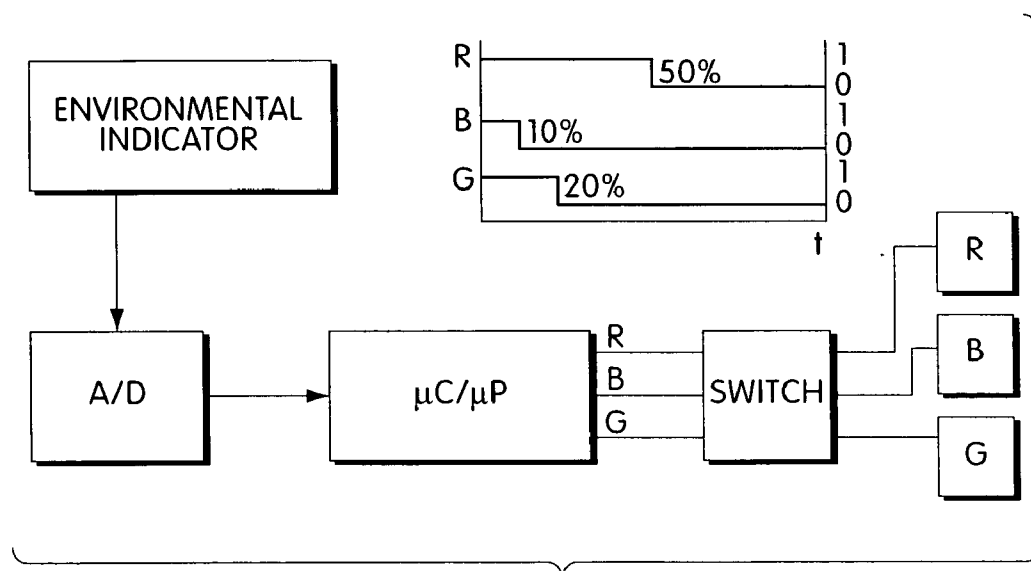 ENVIRONMENTAL
INDICATOR
R 50% 1
0
B 10% 1
0
G 20% 1
0
t
A/D
μC/μP
R
B
G
SWITCH
R
B
G